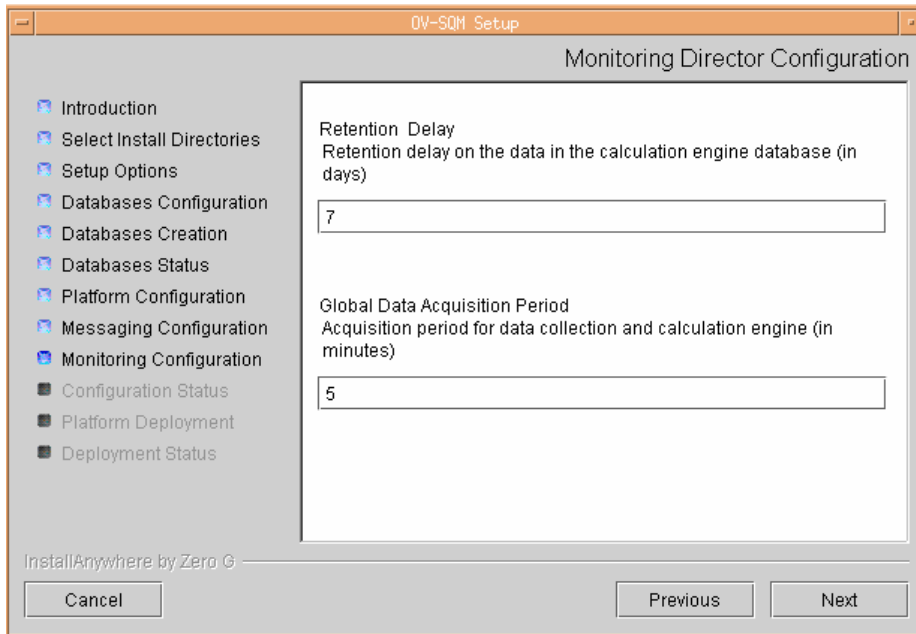 OV-SQM Setup
Monitoring Director Configuration
Introduction
Select Install Directories
Setup Options
Databases Configuration
Databases Creation
Databases Status
Platform Configuration
Messaging Configuration
Monitoring Configuration
Configuration Status
Platform Deployment
Deployment Status
Retention Delay
Retention delay on the data in the calculation engine database (in
days)
7
Global Data Acquisition Period
Acquisition period for data collection and calculation engine (in
minutes)
5
InstallAnywhere by Zero G
Cancel
Previous
Next